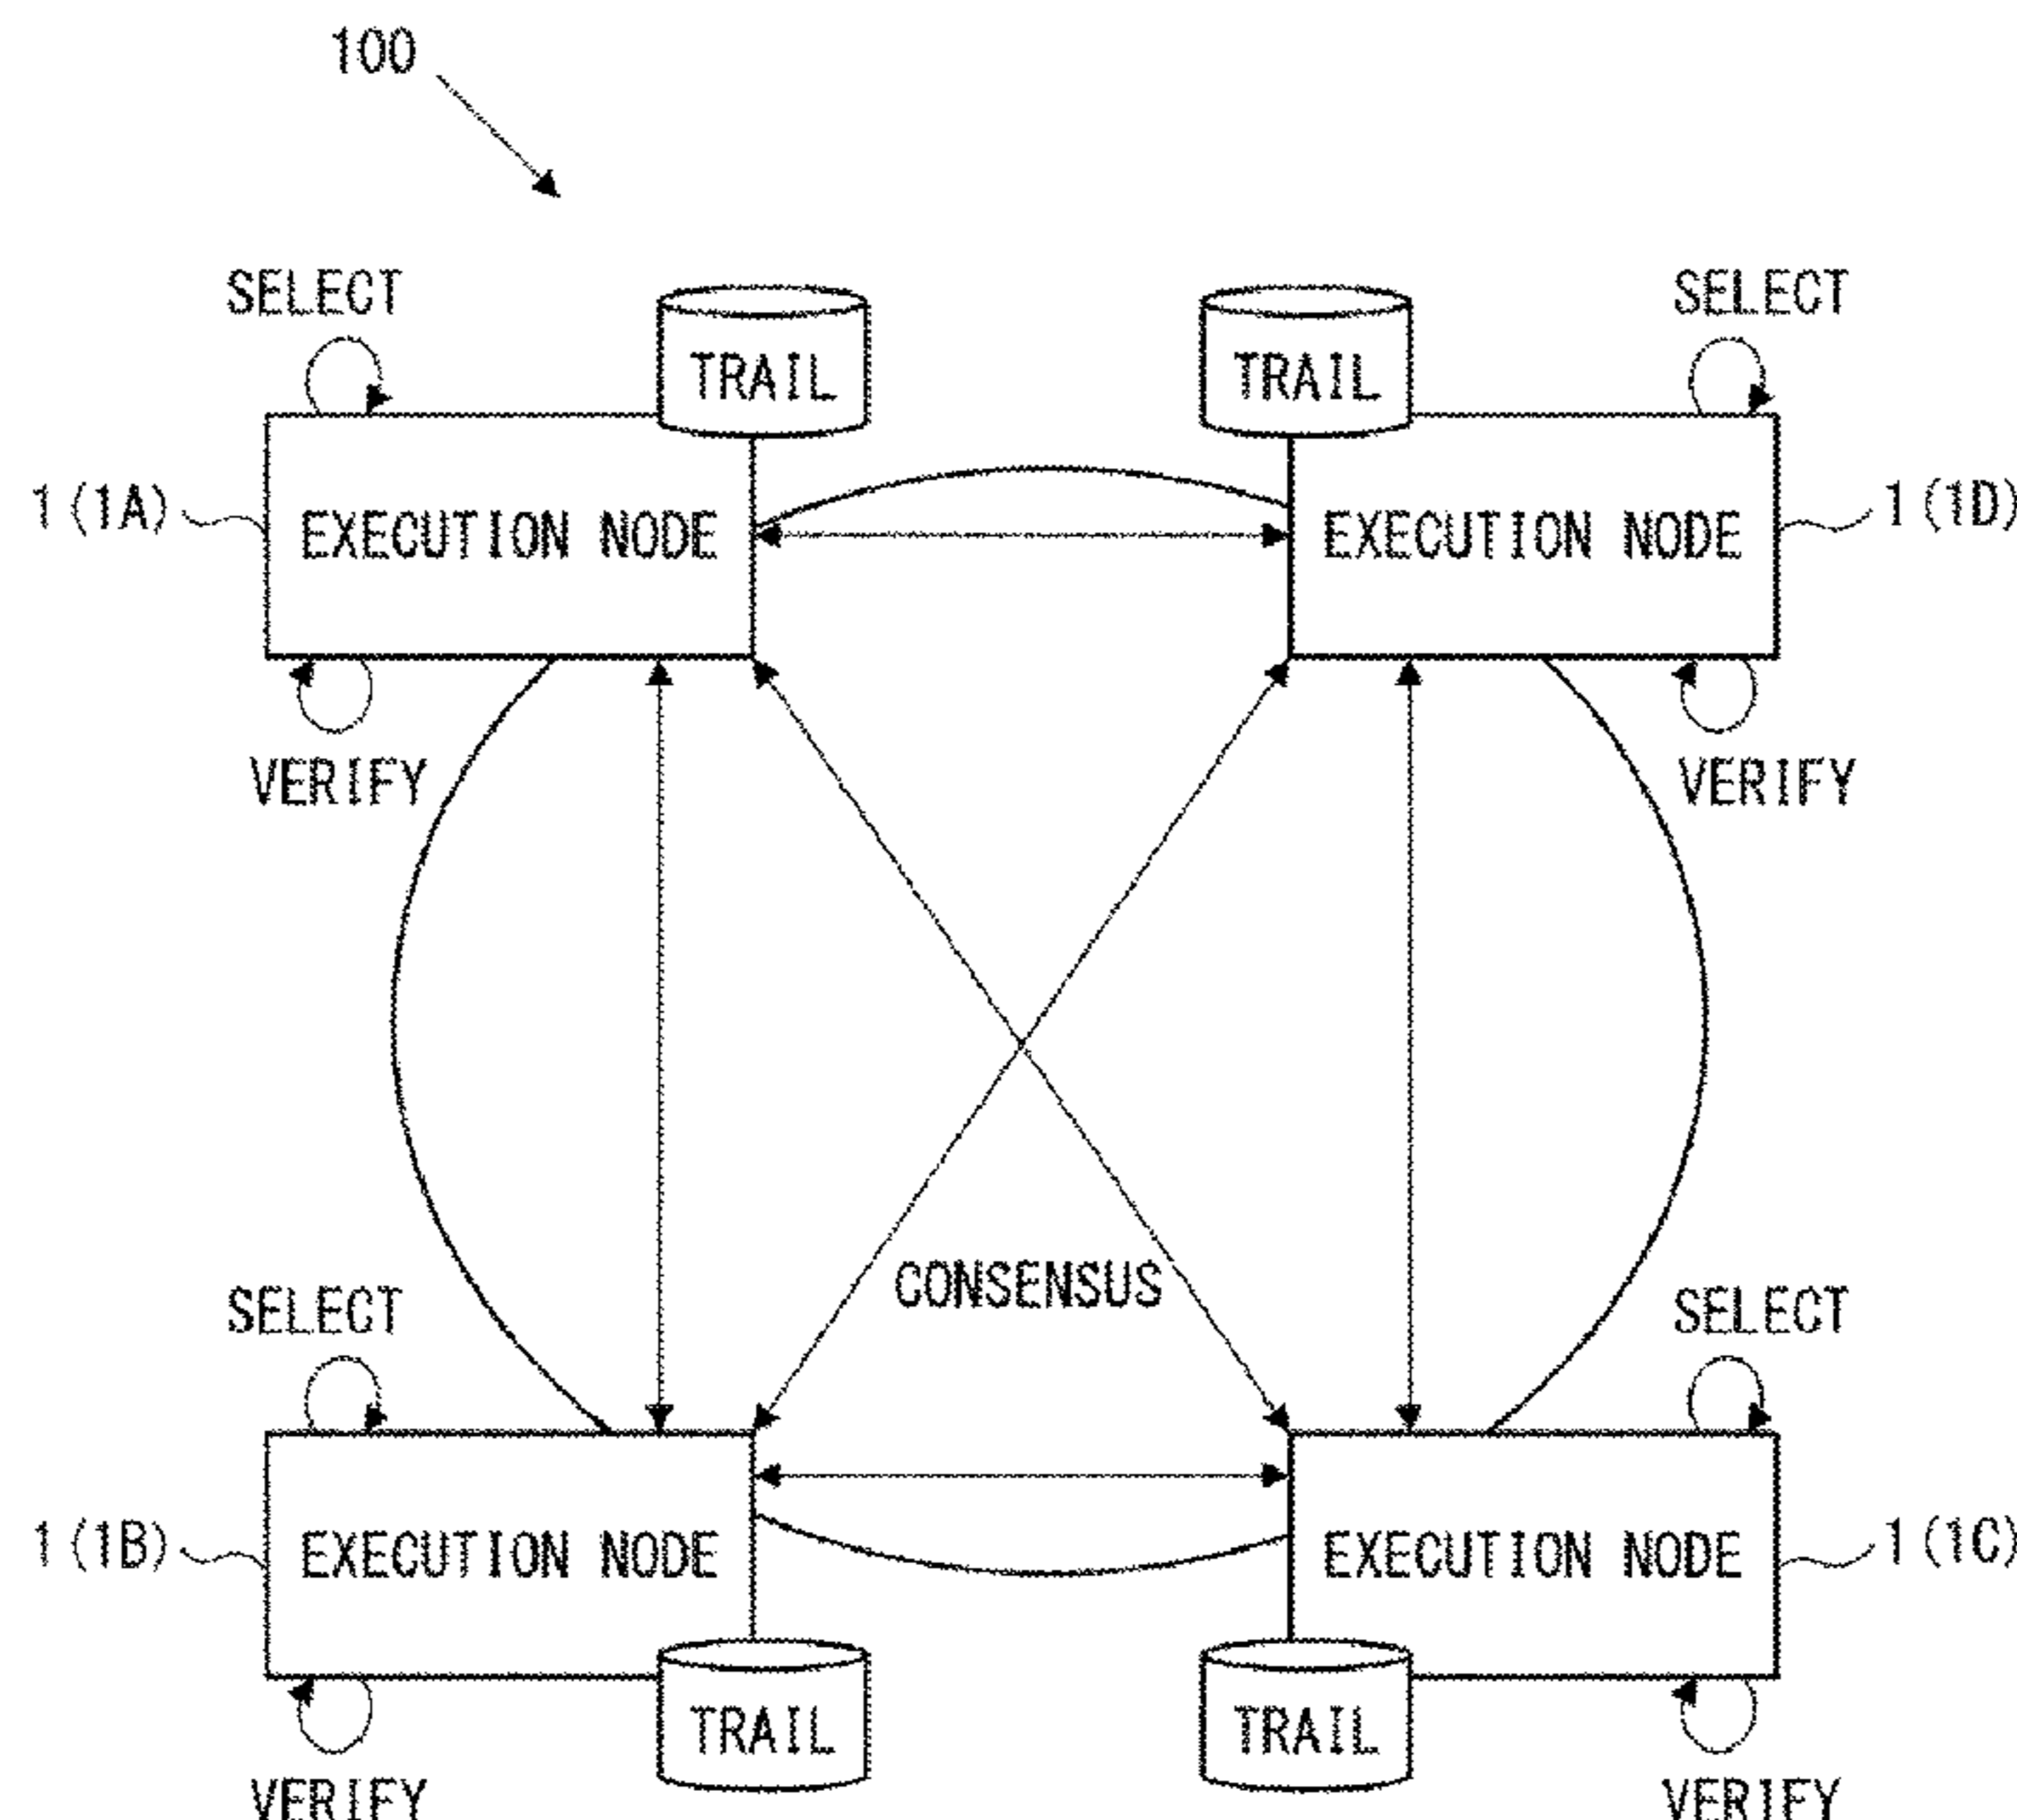 100
SELECT
SELECT
TRAIL
TRAIL
1(1A)
EXECUTION NODE
EXECUTION NODE
1(1D)
VERIFY
VERIFY
CONSENSUS
SELECT
SELECT
1(1B)
EXECUTION NODE
EXECUTION NODE
1(1C)
TRAIL
TRAIL
VERIFY
VERIFY